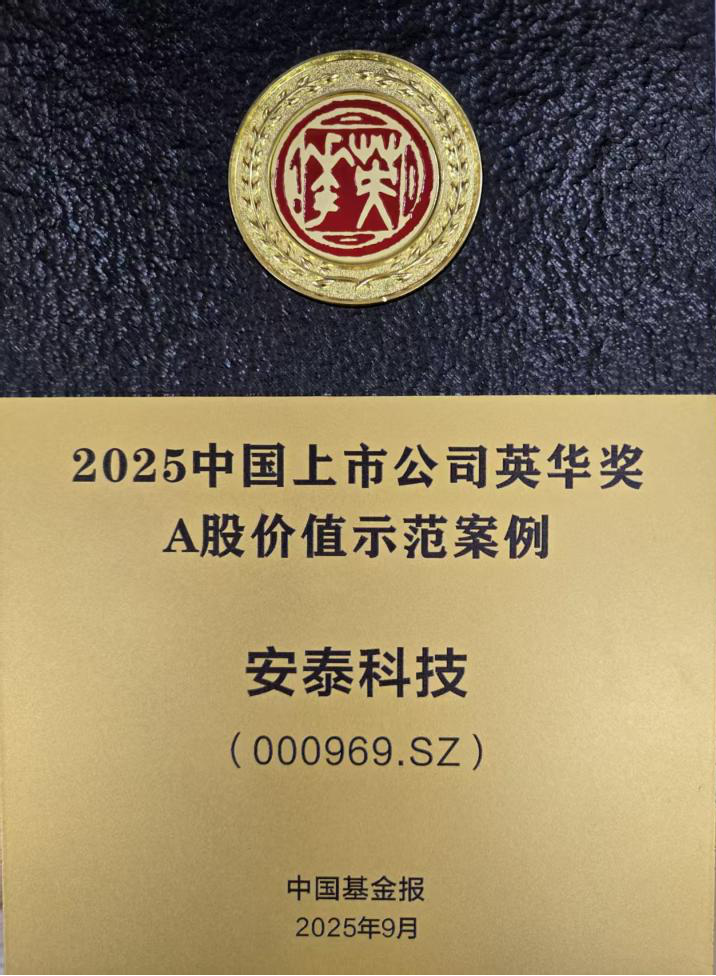 英华
2025中国上市公司英华奖
A股价值示范案例
安泰科技
(000969.SZ)
中国基金报
2025年9月